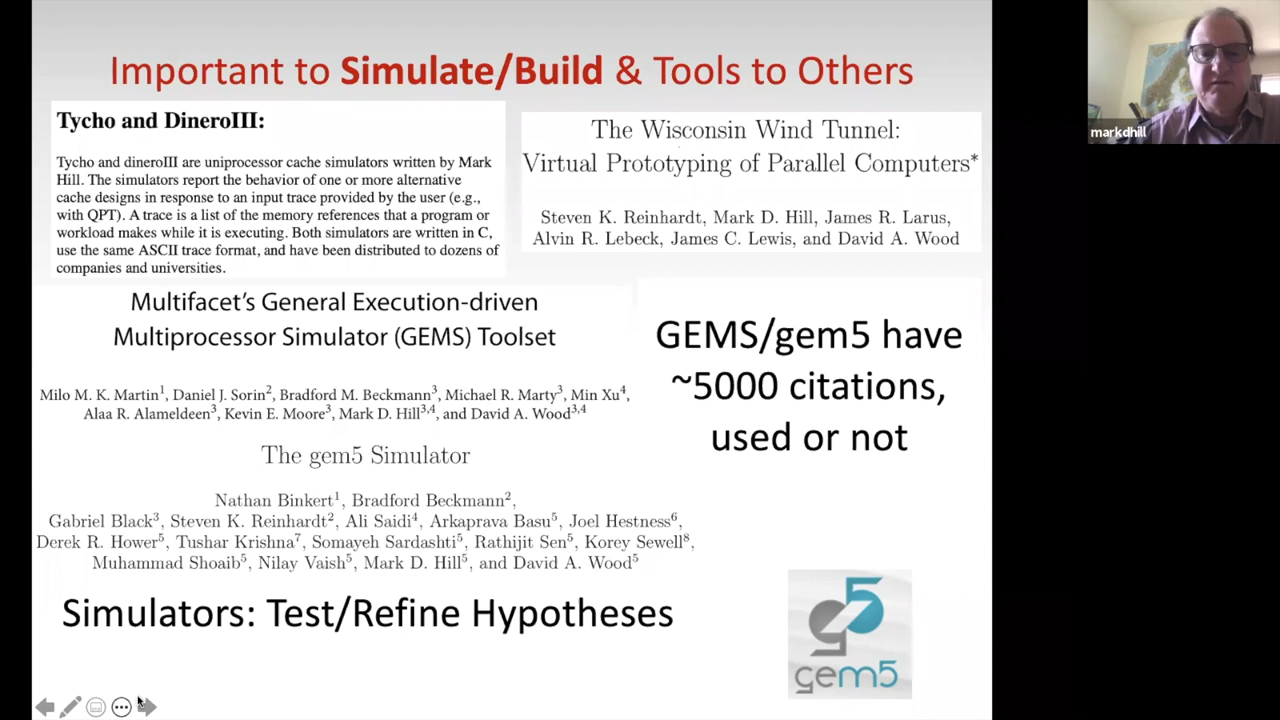 Important to Simulate/Build & Tools to Others
Tycho and DineroIII:
Tycho and dineroIII are uniprocessor cache simulators written by Mark
Hill. The simulators report the behavior of one or more alternative
cache designs in response to an input trace provided by the user (e.g.,
with QPT). A trace is a list of the memory references that a program or
workload makes while it is executing. Both simulators are written in C,
use the same ASCII trace format, and have been distributed to dozens of
companies and universities.
The Wisconsin Wind Tunnel:
Virtual Prototyping of Parallel Computers*
Steven K. Reinhardt, Mark D. Hill, James R. Larus,
Alvin R. Lebeck, James C. Lewis, and David A. Wood
Multifacet's General Execution-driven
Multiprocessor Simulator (GEMS) Toolset
Milo M. K. Martin1, Daniel J. Sorin2, Bradford M. Beckmann3, Michael R. Marty3, Min Xu4,
Alaa R. Alameldeen3, Kevin E. Moore3, Mark D. Hill3,4, and David A. Wood3,4
GEMS/gem5 have
~5000 citations,
used or not
The gem5 Simulator
Nathan Binkert1, Bradford Beckmann2,
Gabriel Black3, Steven K. Reinhardt2, Ali Saidi4, Arkaprava Basu5, Joel Hestness6,
Derek R. Hower5, Tushar Krishna7, Somayeh Sardashti5, Rathijit Sen5, Korey Sewell8,
Muhammad Shoaib5, Nilay Vaish5, Mark D. Hill5, and David A. Wood5
Simulators: Test/Refine Hypotheses
g5
gem5
markdhill